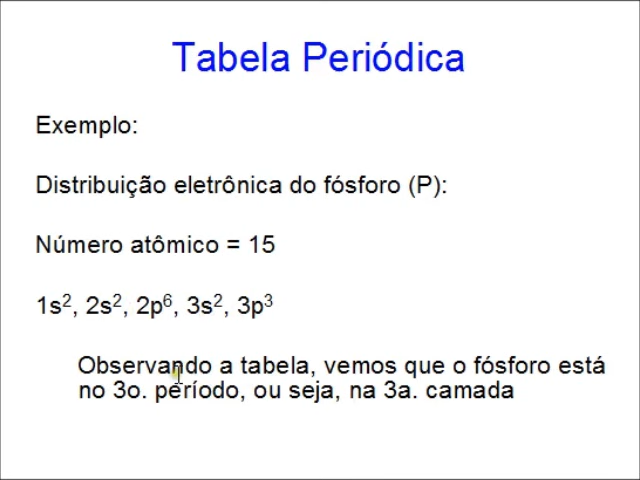 Tabela Periódica
Exemplo:
Distribuição eletrônica do fósforo (P):
Número atômico = 15
1s², 2s², 2p⁶, 3s², 3p³
Observando a tabela, vemos que o fósforo está
no 3o. período, ou seja, na 3a. camada